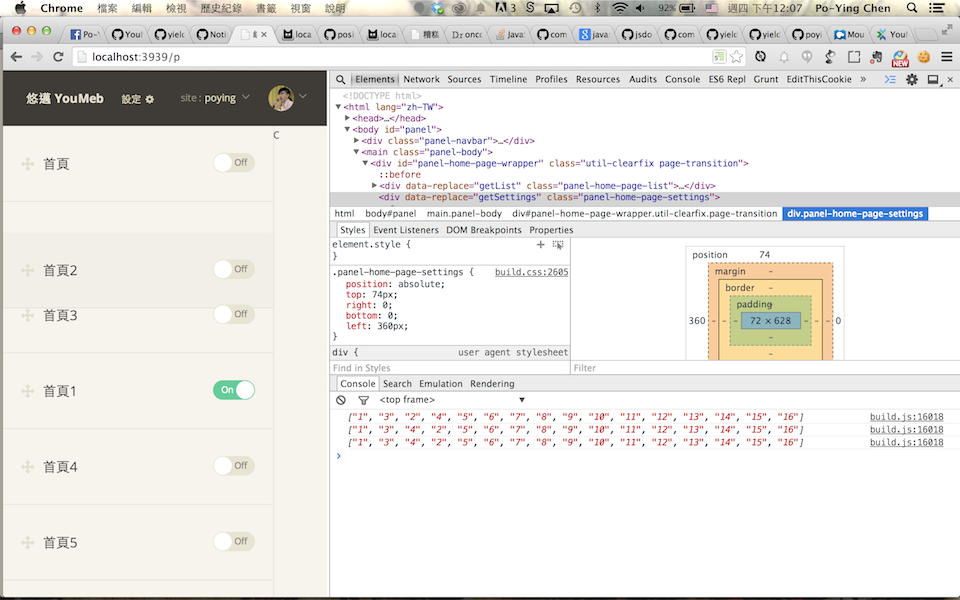 Chrome 檔案 編輯 檢視 歷史紀錄 書籤 視窗 說明 3 92% 週四 下午12:07 Po-Ying Chen
Po- You yield Noti loca posi loca 糟糕 onc Java com java jsdo com yield yield poyi Mou You
localhost:3939/p NEW
悠邁 YouMeb 設定 site : poying
C
首頁 Off
首頁2 Off
首頁3 Off
首頁1 On
首頁4 Off
首頁5 Off
Elements Network Sources Timeline Profiles Resources Audits Console ES6 Repl Grunt EditThisCookie »
<!DOCTYPE html>
<html lang="zh-TW">
<head>…</head>
<body id="panel">
<div class="panel-navbar">…</div>
<main class="panel-body">
<div id="panel-home-page-wrapper" class="util-clearfix page-transition">
::before
<div data-replace="getList" class="panel-home-page-list">…</div>
<div data-replace="getSettings" class="panel-home-page-settings">
html body#panel main.panel-body div#panel-home-page-wrapper.util-clearfix.page-transition div.panel-home-page-settings
Styles Event Listeners DOM Breakpoints Properties
element.style {
}
.panel-home-page-settings { build.css:2605
position: absolute;
top: 74px;
right: 0;
bottom: 0;
left: 360px;
}
div { user agent stylesheet
Find in Styles
position 74
margin -
border -
padding -
360 - - - 72 × 628 - - - 0
-
-
Filter
Console Search Emulation Rendering
<top frame>
["1", "3", "2", "4", "5", "6", "7", "8", "9", "10", "11", "12", "13", "14", "15", "16"] build.js:16018
["1", "3", "4", "2", "5", "6", "7", "8", "9", "10", "11", "12", "13", "14", "15", "16"] build.js:16018
["1", "3", "4", "2", "5", "6", "7", "8", "9", "10", "11", "12", "13", "14", "15", "16"] build.js:16018